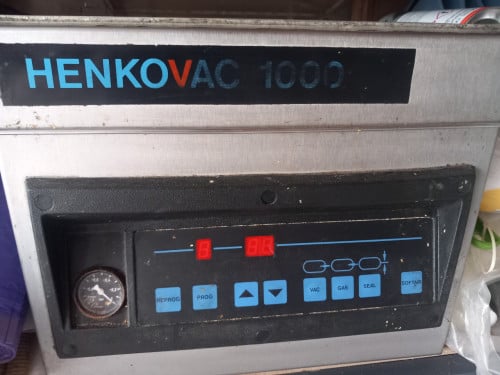 HENKOVAC 1000
REPROG
PROG
VAC
GAS
SEAL
SOFTAIR